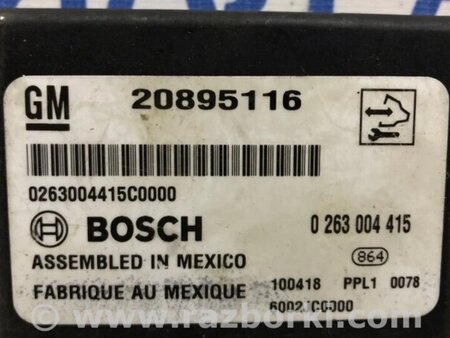 GM 20895116
0263004415C0000
BOSCH 0 263 004 415
ASSEMBLED IN MEXICO 864
FABRIQUE AU MEXIQUE 100418 PPL1 0078
www.razborki.com